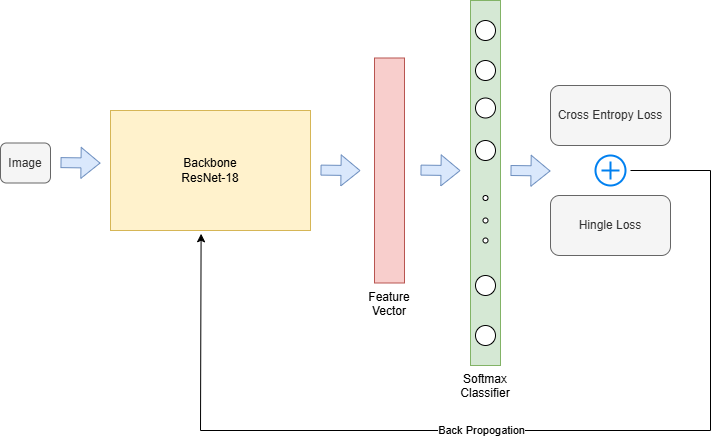 Image
Backbone
ResNet-18
Feature
Vector
Softmax
Classifier
Cross Entropy Loss
Hingle Loss
Back Propogation